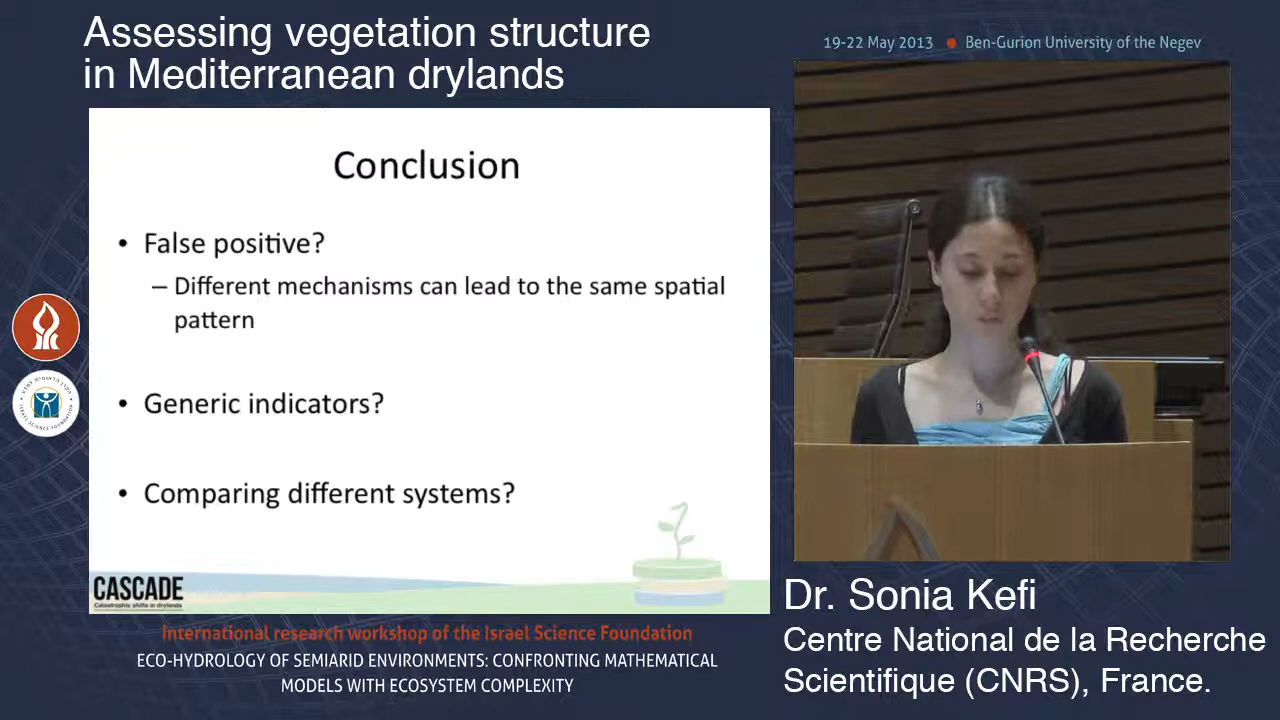 Assessing vegetation structure
in Mediterranean drylands
19-22 May 2013 ● Ben-Gurion University of the Negev
Conclusion
• False positive?
– Different mechanisms can lead to the same spatial
pattern
• Generic indicators?
• Comparing different systems?
CASCADE
Catastrophic shifts in drylands
ISRAEL SCIENCE FOUNDATION
International research workshop of the Israel Science Foundation
ECO-HYDROLOGY OF SEMIARID ENVIRONMENTS: CONFRONTING MATHEMATICAL
MODELS WITH ECOSYSTEM COMPLEXITY
Dr. Sonia Kefi
Centre National de la Recherche
Scientifique (CNRS), France.